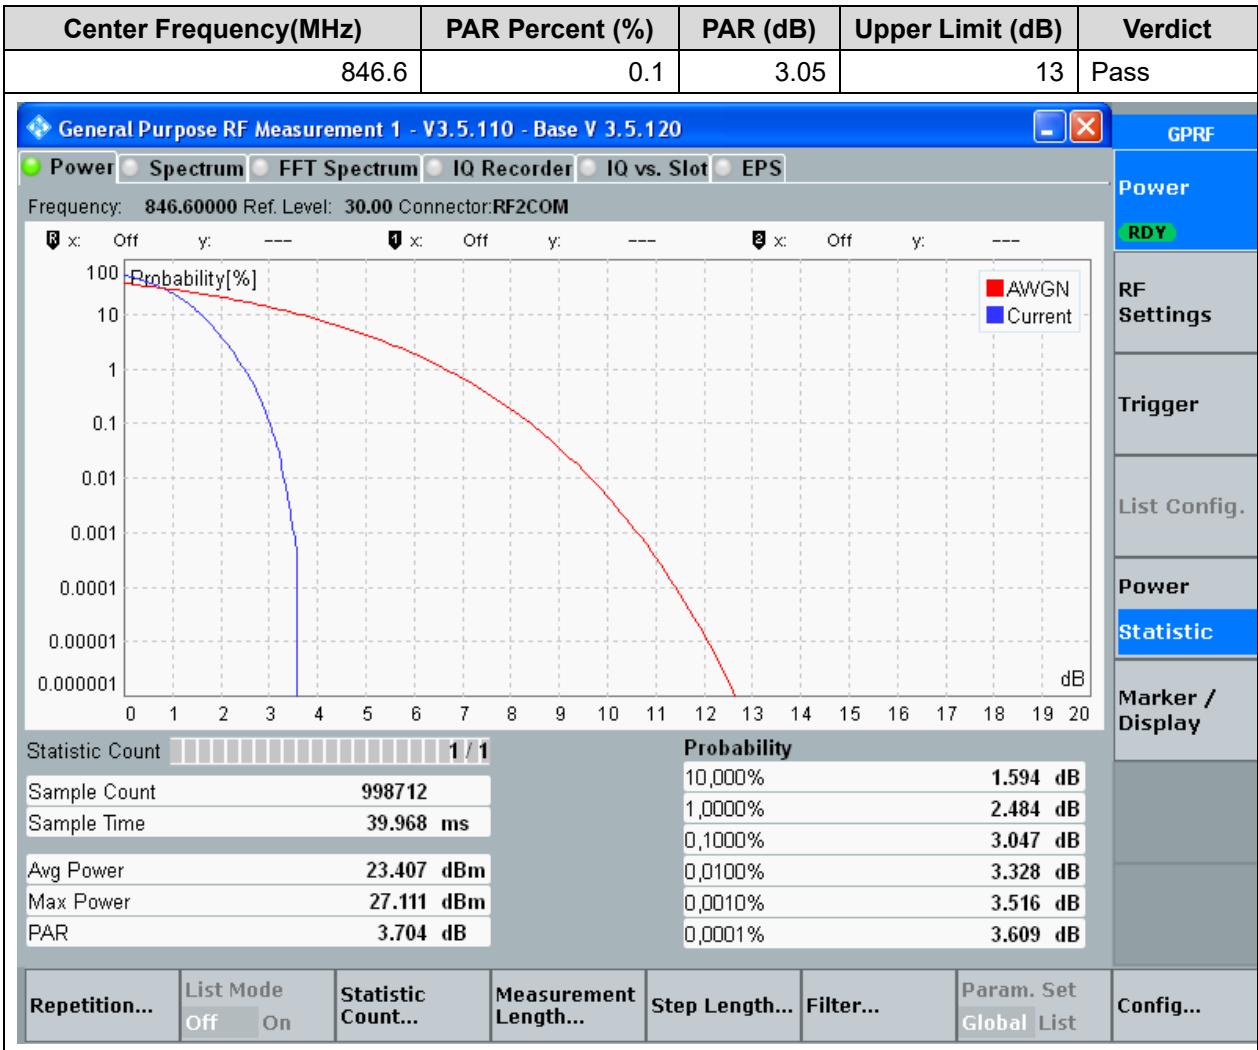 Center Frequency(MHz) PAR Percent (%) PAR (dB) Upper Limit (dB) Verdict
846.6 0.1 3.05 13 Pass
General Purpose RF Measurement 1 - V3.5.110 - Base V 3.5.120
GPRF
Power Spectrum FFT Spectrum IQ Recorder IQ vs. Slot EPS
Power
RDY
Frequency: 846.60000 Ref. Level: 30.00 Connector:RF2COM
R x: Off y: --- 1 x: Off y: --- 2 x: Off y: ---
Probability[%]
100
10
1
0.1
0.01
0.001
0.0001
0.00001
0.000001
AWGN
Current
dB
0 1 2 3 4 5 6 7 8 9 10 11 12 13 14 15 16 17 18 19 20
RF
Settings
Trigger
List Config.
Power
Statistic
Marker /
Display
Statistic Count 1 / 1
Sample Count 998712
Sample Time 39.968 ms
Avg Power 23.407 dBm
Max Power 27.111 dBm
PAR 3.704 dB
Probability
10,000% 1.594 dB
1,0000% 2.484 dB
0,1000% 3.047 dB
0,0100% 3.328 dB
0,0010% 3.516 dB
0,0001% 3.609 dB
Repetition...
List Mode
Off On
Statistic
Count...
Measurement
Length...
Step Length...
Filter...
Param. Set
Global List
Config...